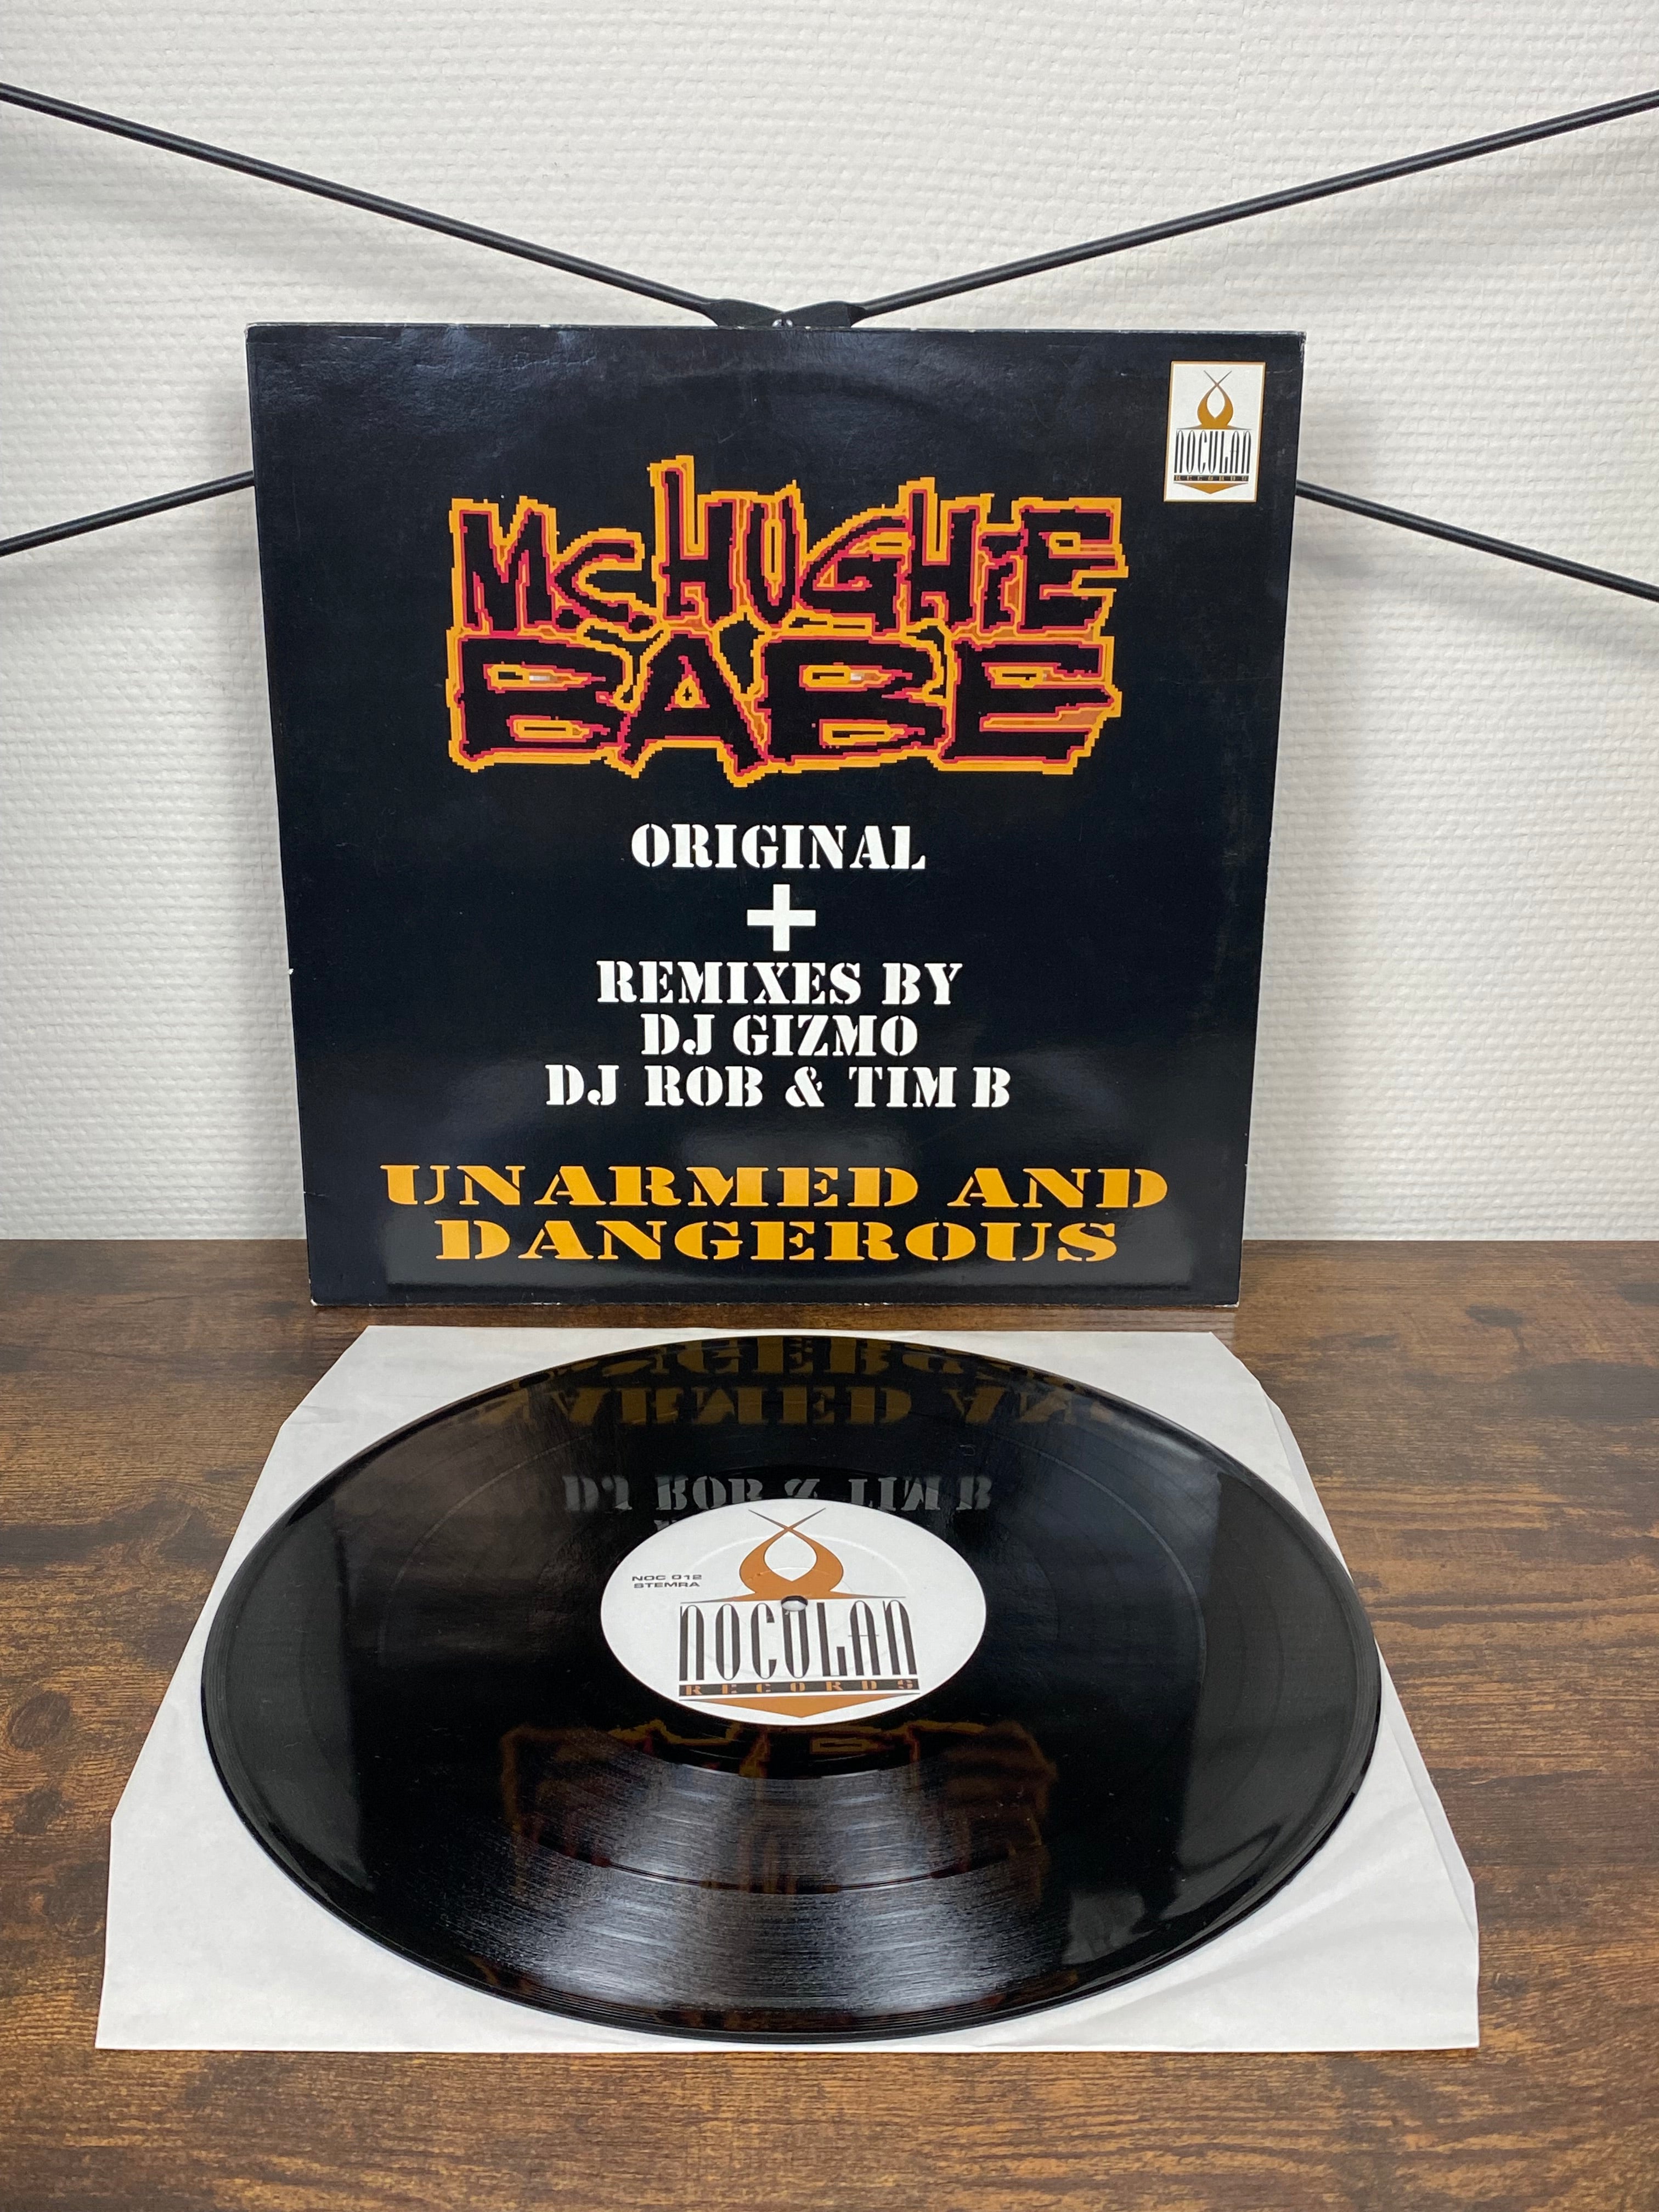 NOCULAN
RECORDS
MC HUGHIE
BABE
ORIGINAL
+
REMIXES BY
DJ GIZMO
DJ ROB & TIM B
UNARMED AND
DANGEROUS
NOC 012
STEMRA
NOCULAN
RECORDS